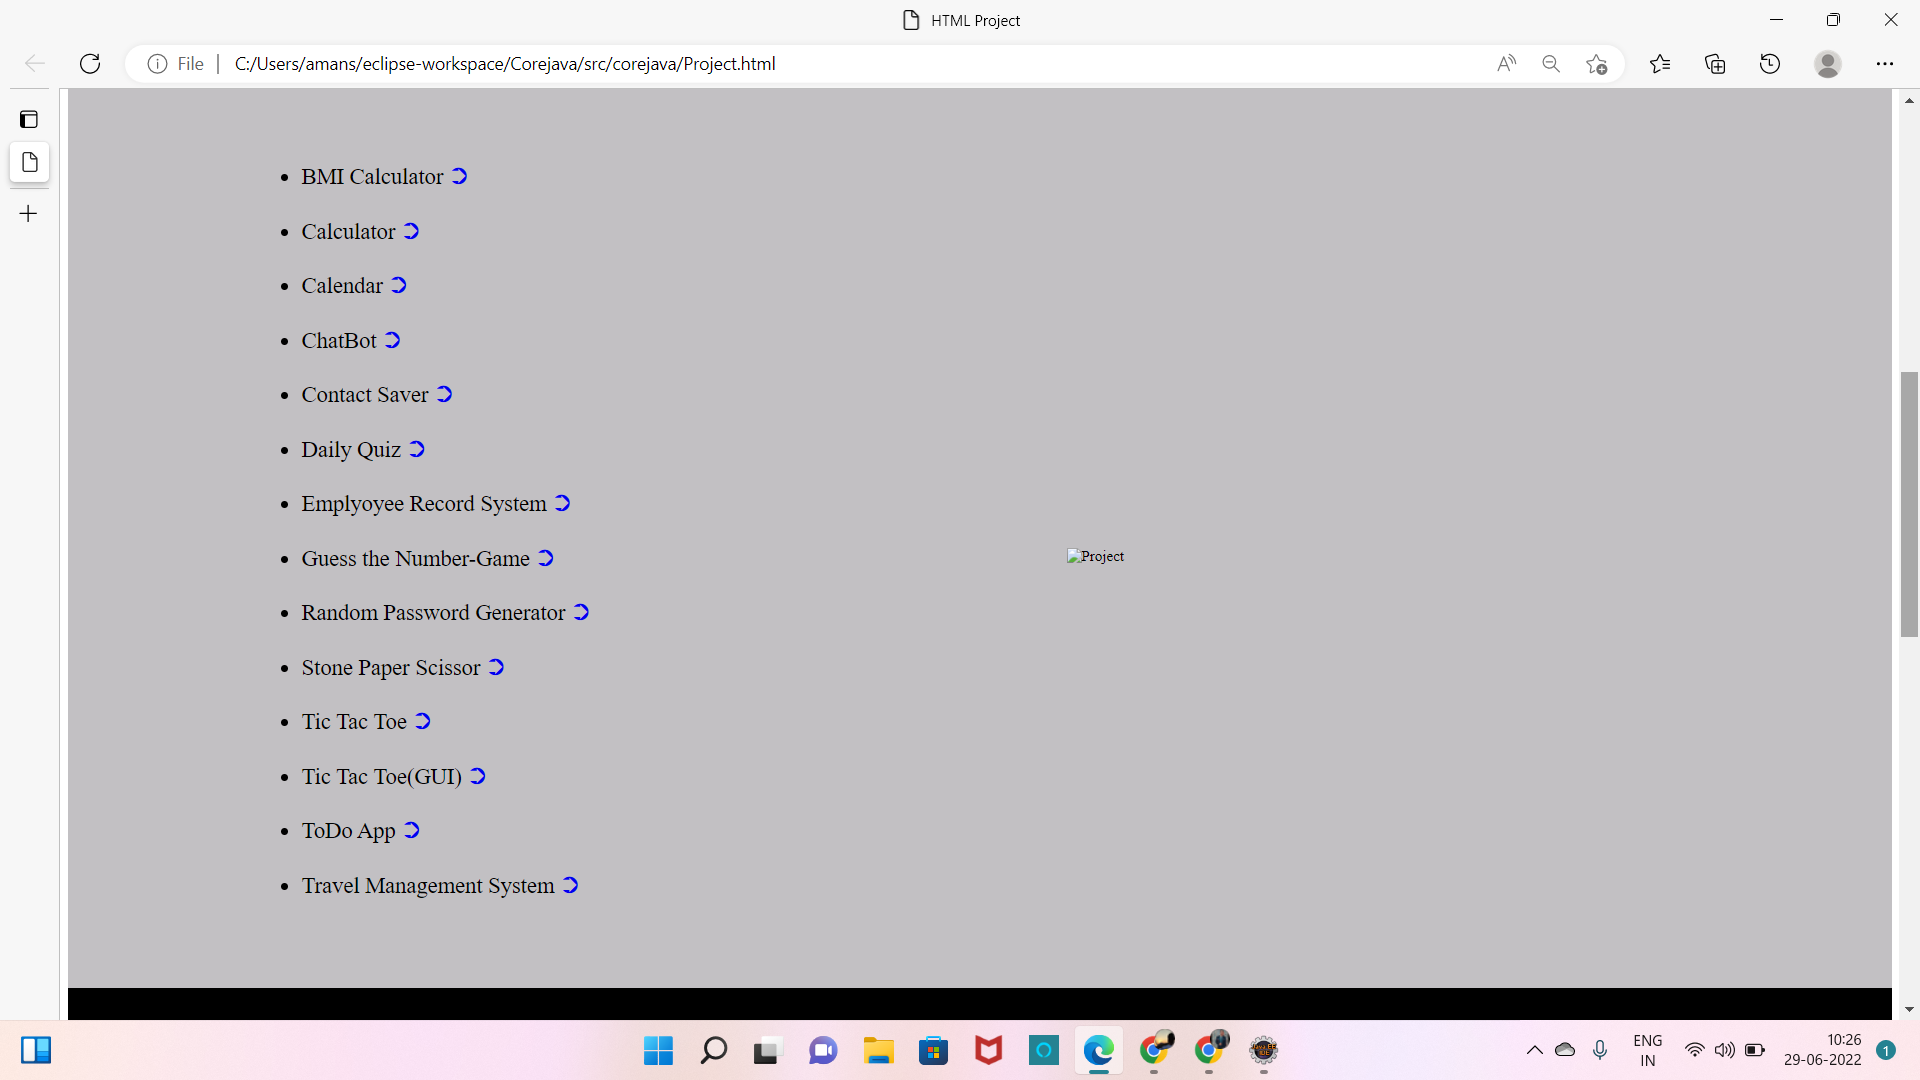 HTML Project
File
C:/Users/amans/eclipse-workspace/Corejava/src/corejava/Project.html
BMI Calculator ➲
Calculator ➲
Calendar ➲
ChatBot ➲
Contact Saver ➲
Daily Quiz ➲
Emplyoyee Record System ➲
Guess the Number-Game ➲
Project
Random Password Generator ➲
Stone Paper Scissor ➲
Tic Tac Toe ➲
Tic Tac Toe(GUI) ➲
ToDo App ➲
Travel Management System ➲
ENG
IN
10:26
29-06-2022
1